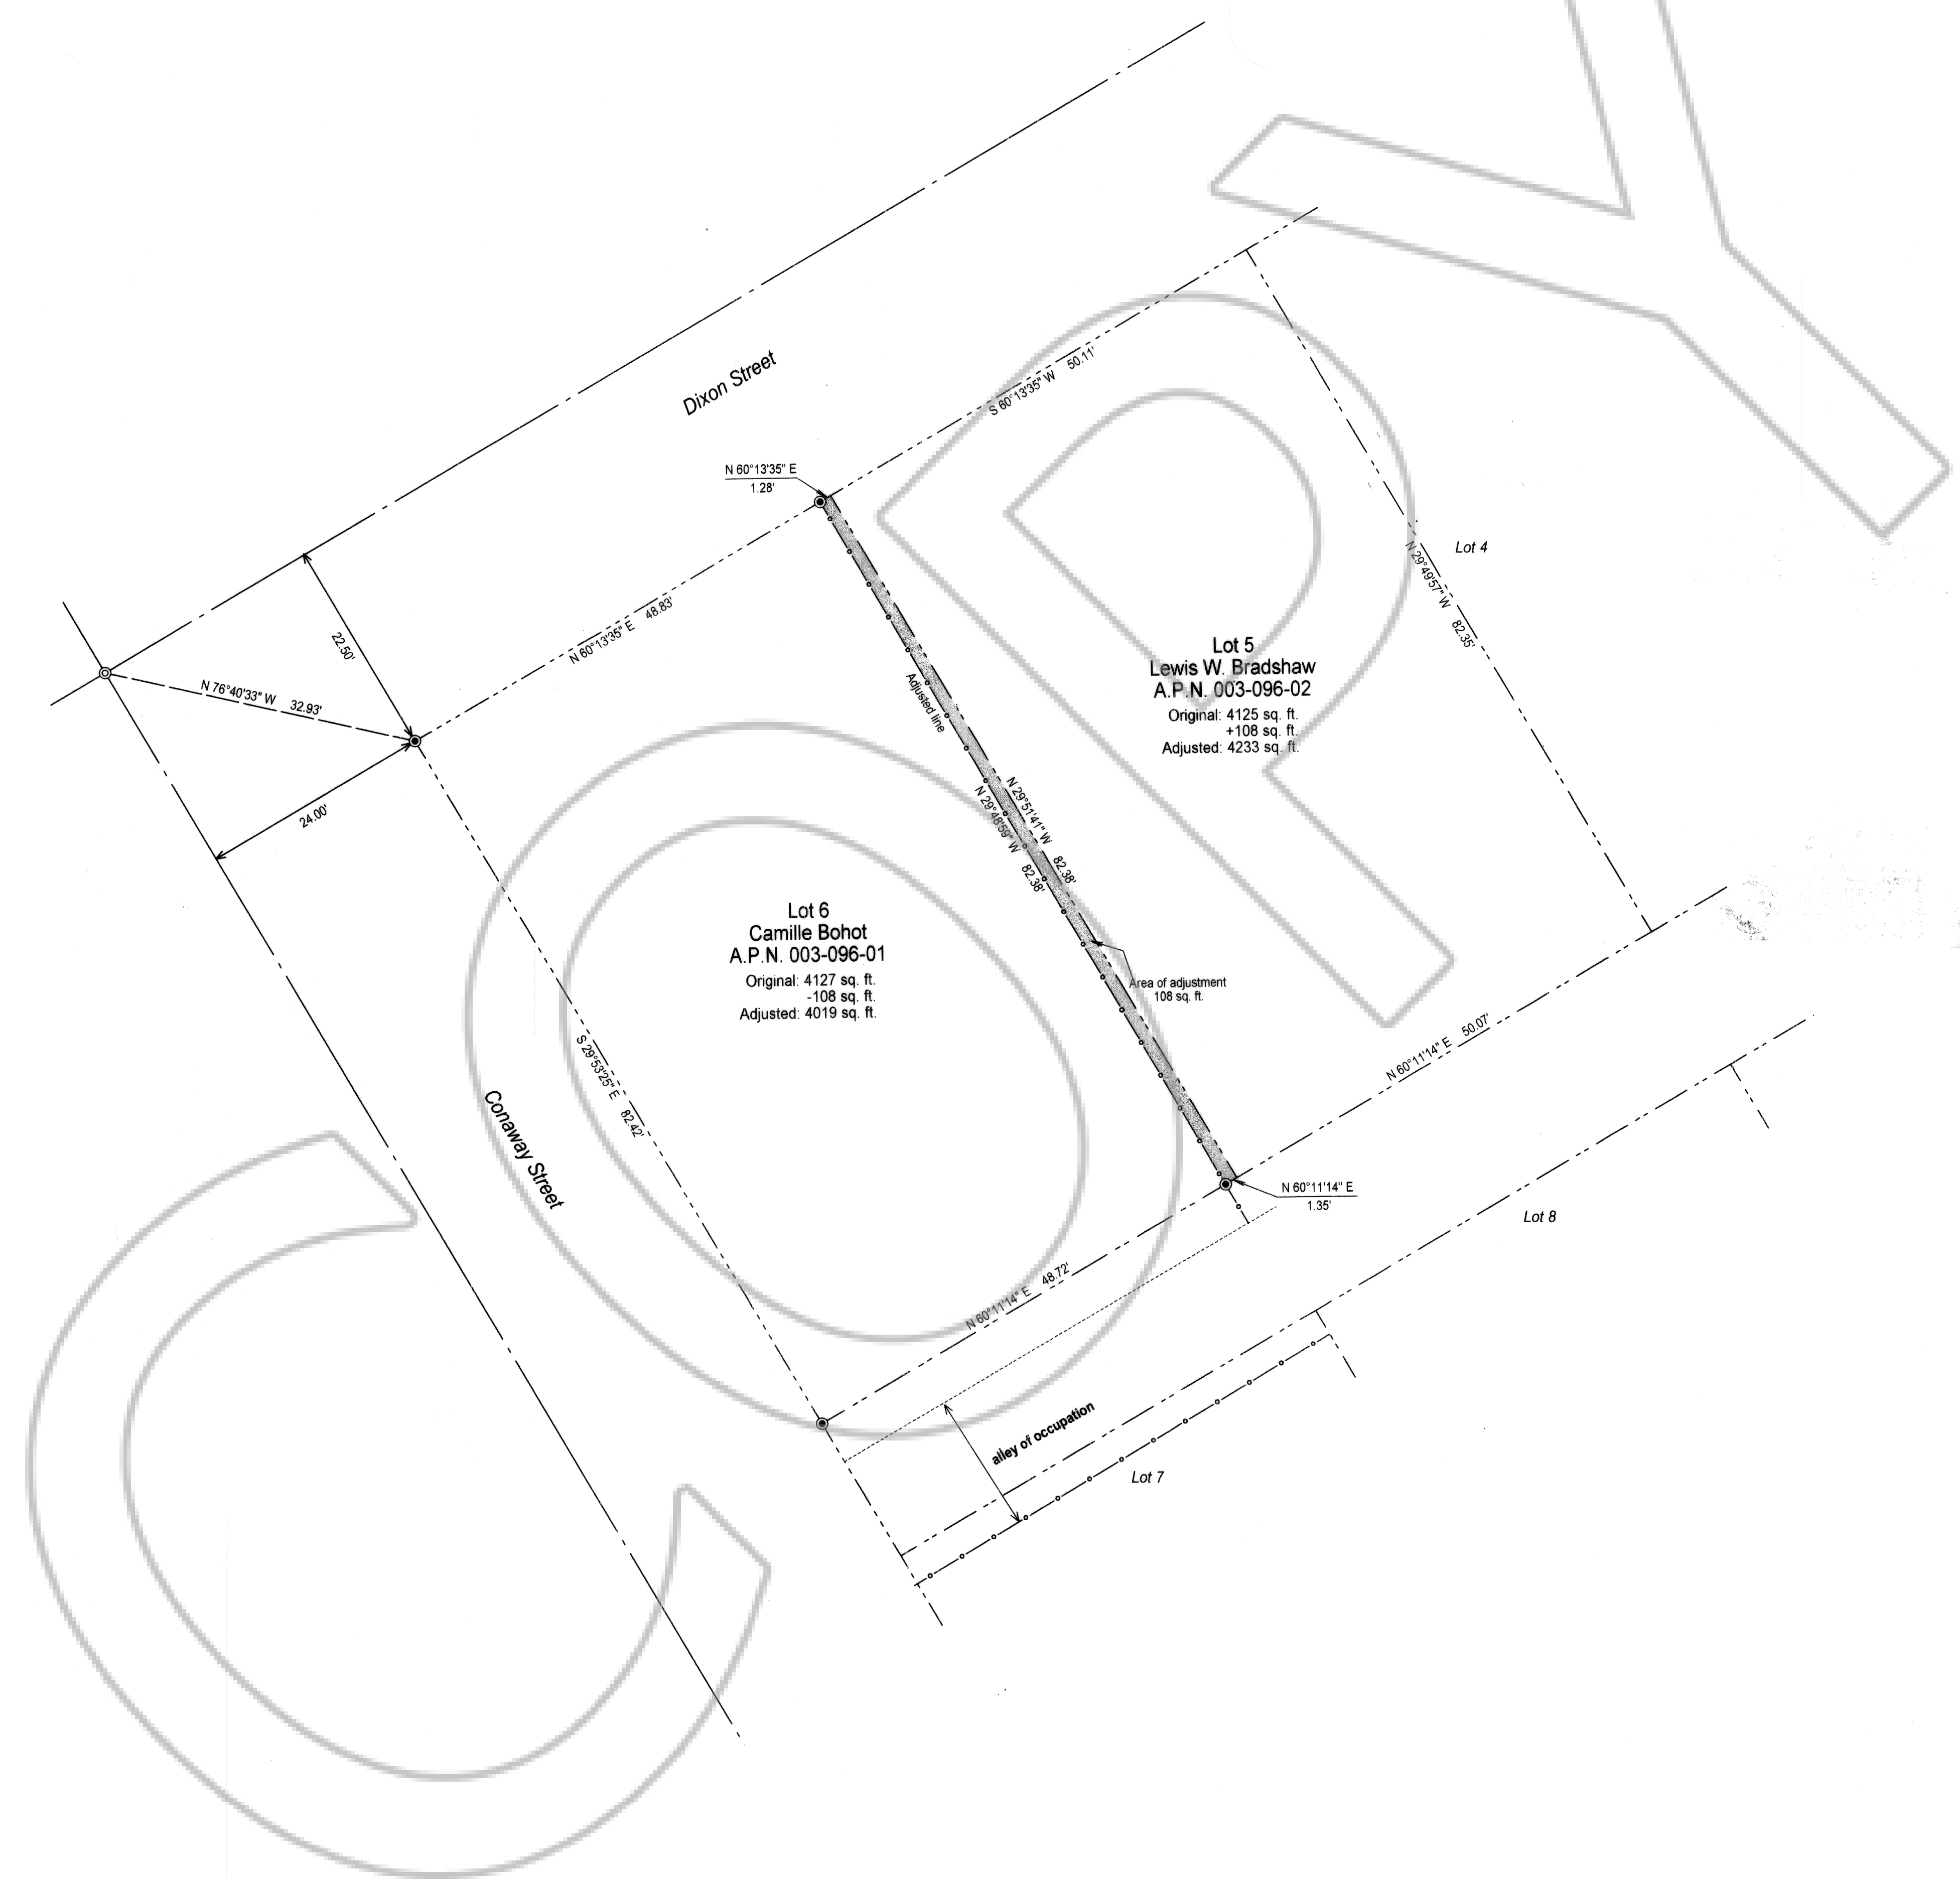 Dixon Street
S 60°13'35" W 50.11'
N 60°13'35" E
1.28'
Lot 4
N 29°49'57" W 82.35'
22.50'
N 60°13'35" E 48.83'
N 76°40'33" W 32.93'
24.00'
Adjusted line
Lot 5
Lewis W. Bradshaw
A.P.N. 003-096-02
Original: 4125 sq. ft.
+108 sq. ft.
Adjusted: 4233 sq. ft.
N 29°51'41" W 82.38'
N 29°48'59" W 82.38'
Lot 6
Camille Bohot
A.P.N. 003-096-01
Original: 4127 sq. ft.
-108 sq. ft.
Adjusted: 4019 sq. ft.
Area of adjustment
108 sq. ft.
S 29°53'25" E 82.42'
Conaway Street
N 60°11'14" E 50.07'
N 60°11'14" E
1.35'
Lot 8
N 60°11'14" E 48.72'
alley of occupation
Lot 7
COPY